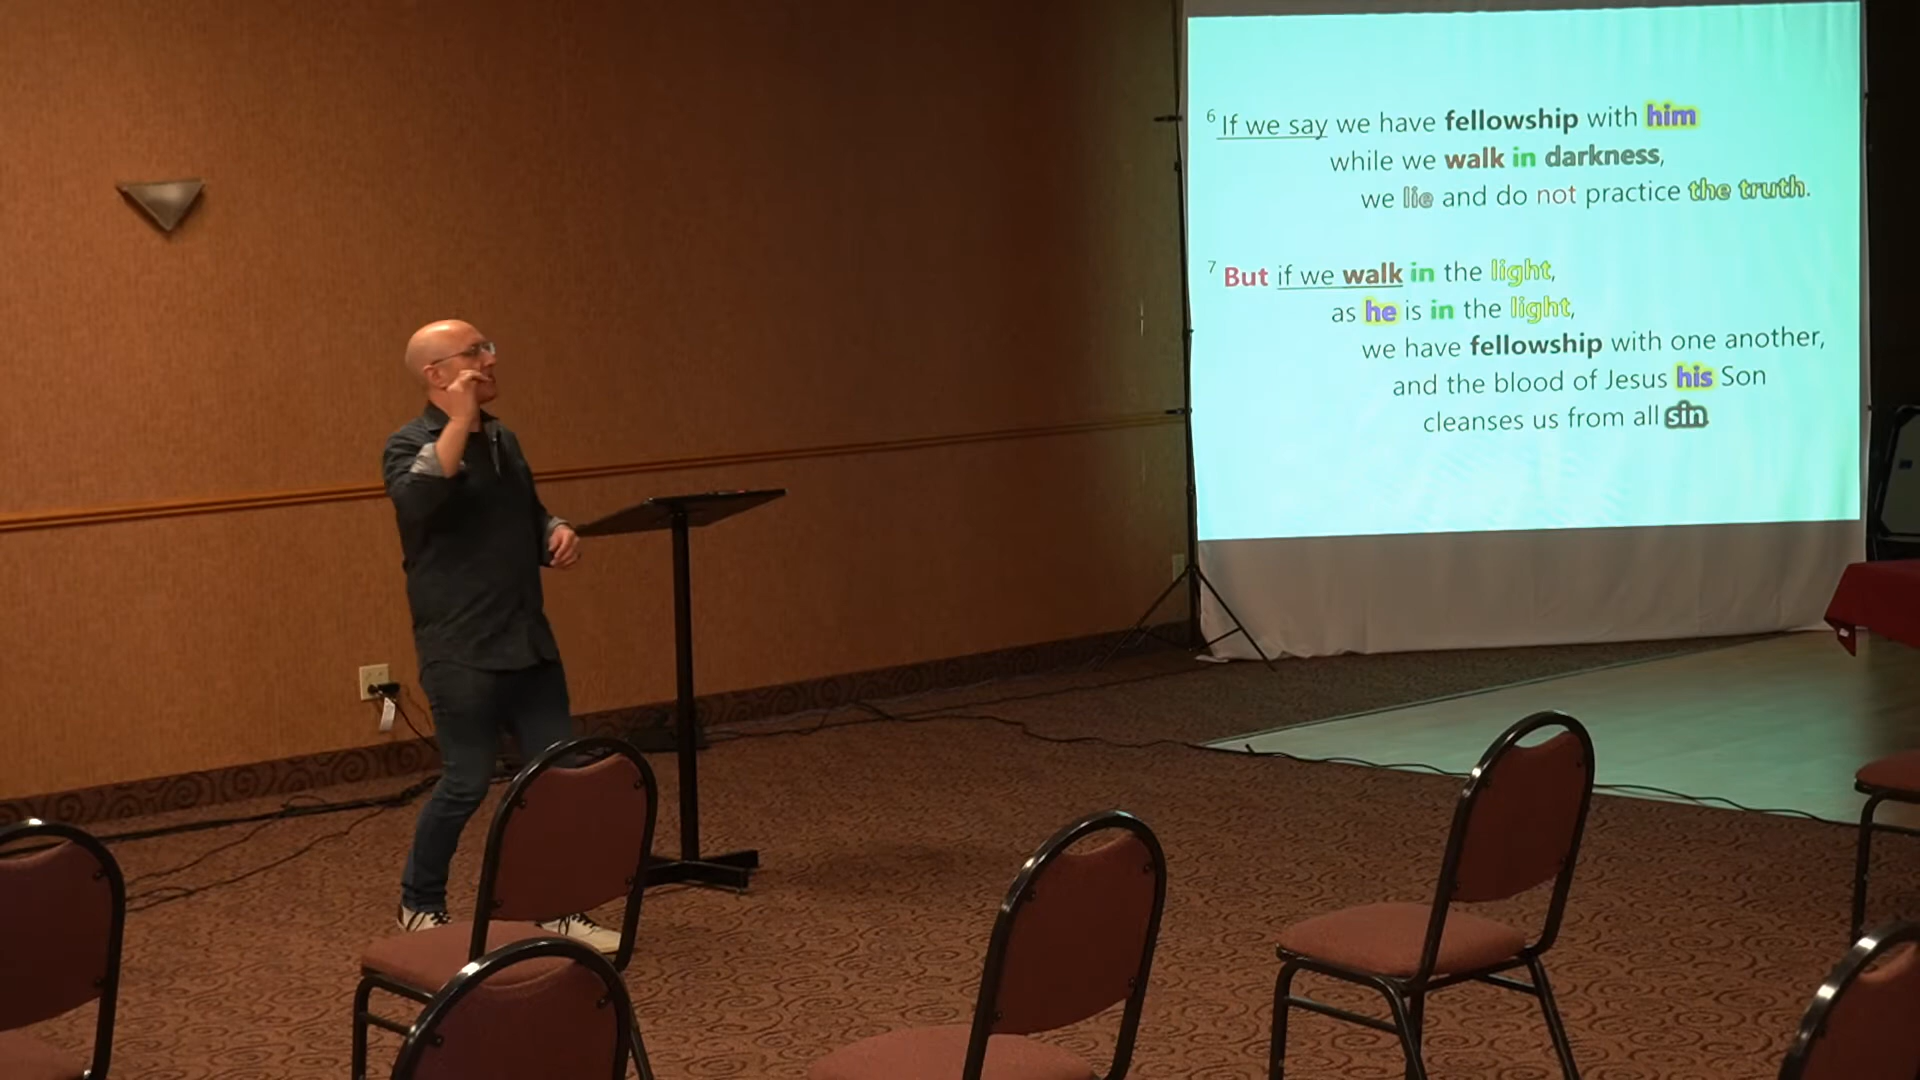 6 If we say we have fellowship with him
while we walk in darkness,
we lie and do not practice the truth.
7 But if we walk in the light,
as he is in the light,
we have fellowship with one another,
and the blood of Jesus his Son
cleanses us from all sin.